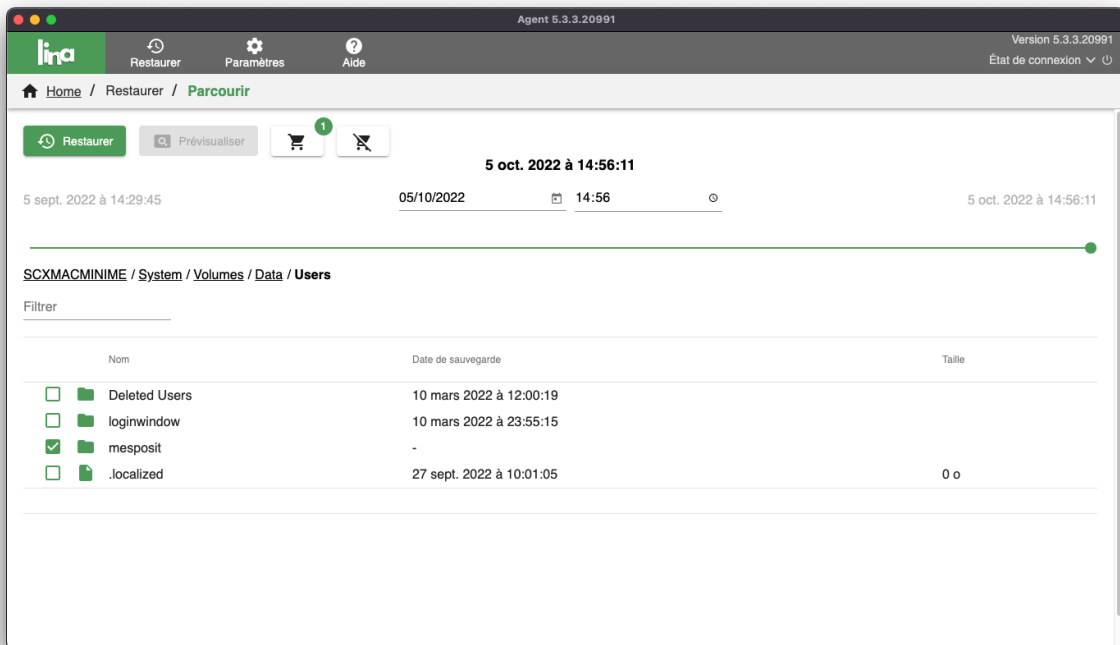 Agent 5.3.3.20991
lina
Restaurer
Paramètres
Aide
Version 5.3.3.20991
État de connexion
Home / Restaurer / Parcourir
Restaurer
Prévisualiser
1
5 oct. 2022 à 14:56:11
5 sept. 2022 à 14:29:45
05/10/2022
14:56
5 oct. 2022 à 14:56:11
SCXMACMINIME / System / Volumes / Data / Users
Filtrer
Nom Date de sauvegarde Taille
Deleted Users 10 mars 2022 à 12:00:19
loginwindow 10 mars 2022 à 23:55:15
mesposit -
.localized 27 sept. 2022 à 10:01:05 0 o